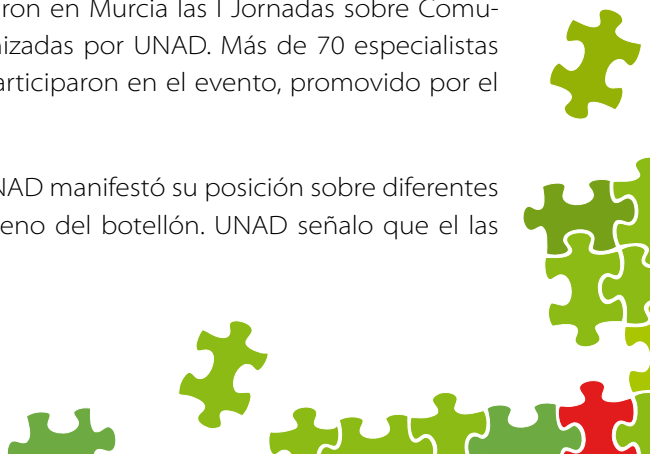 ron en Murcia las I Jornadas sobre Comu-
nizadas por UNAD. Más de 70 especialistas
articiparon en el evento, promovido por el
NAD manifestó su posición sobre diferentes
eno del botellón. UNAD señalo que el las